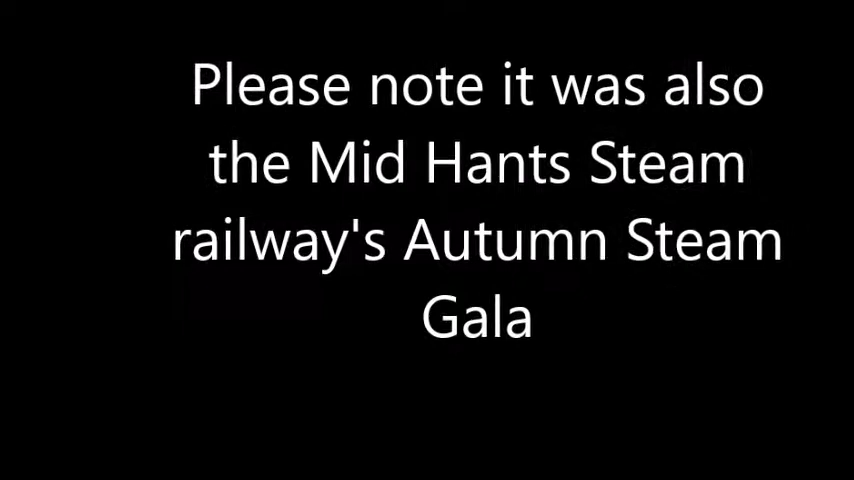 Please note it was also
the Mid Hants Steam
railway's Autumn Steam
Gala